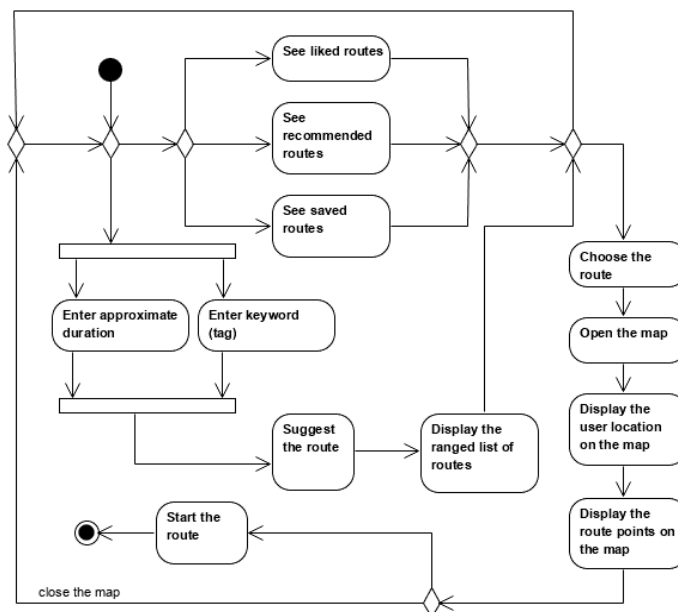 See liked routes
See
recommended
routes
See saved
routes
Choose the
route
Enter approximate
duration
Enter keyword
(tag)
Open the map
Display the
user location
on the map
Suggest
the route
Display the
ranged list of
routes
Display the
route points on
the map
Start the
route
close the map